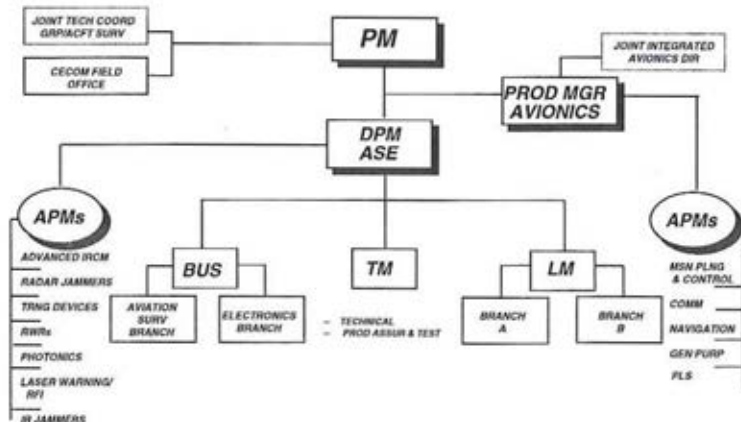 JOINT TECH COORD
GRP/ACFT SURV
PM
JOINT INTEGRATED
AVIONICS DIR
CECOM FIELD
OFFICE
PROD MGR
AVIONICS
DPM
ASE
APMs
APMs
ADVANCED IRCM
RADAR JAMMERS
TRNG DEVICES
RWRs
PHOTONICS
LASER WARNING/
RFI
IR JAMMERS
BUS
TM
LM
AVIATION
SURV
BRANCH
ELECTRONICS
BRANCH
– TECHNICAL
– PROD ASSUR & TEST
BRANCH
A
BRANCH
B
MSN PLNG
& CONTROL
COMM
NAVIGATION
GEN PURP
PLS